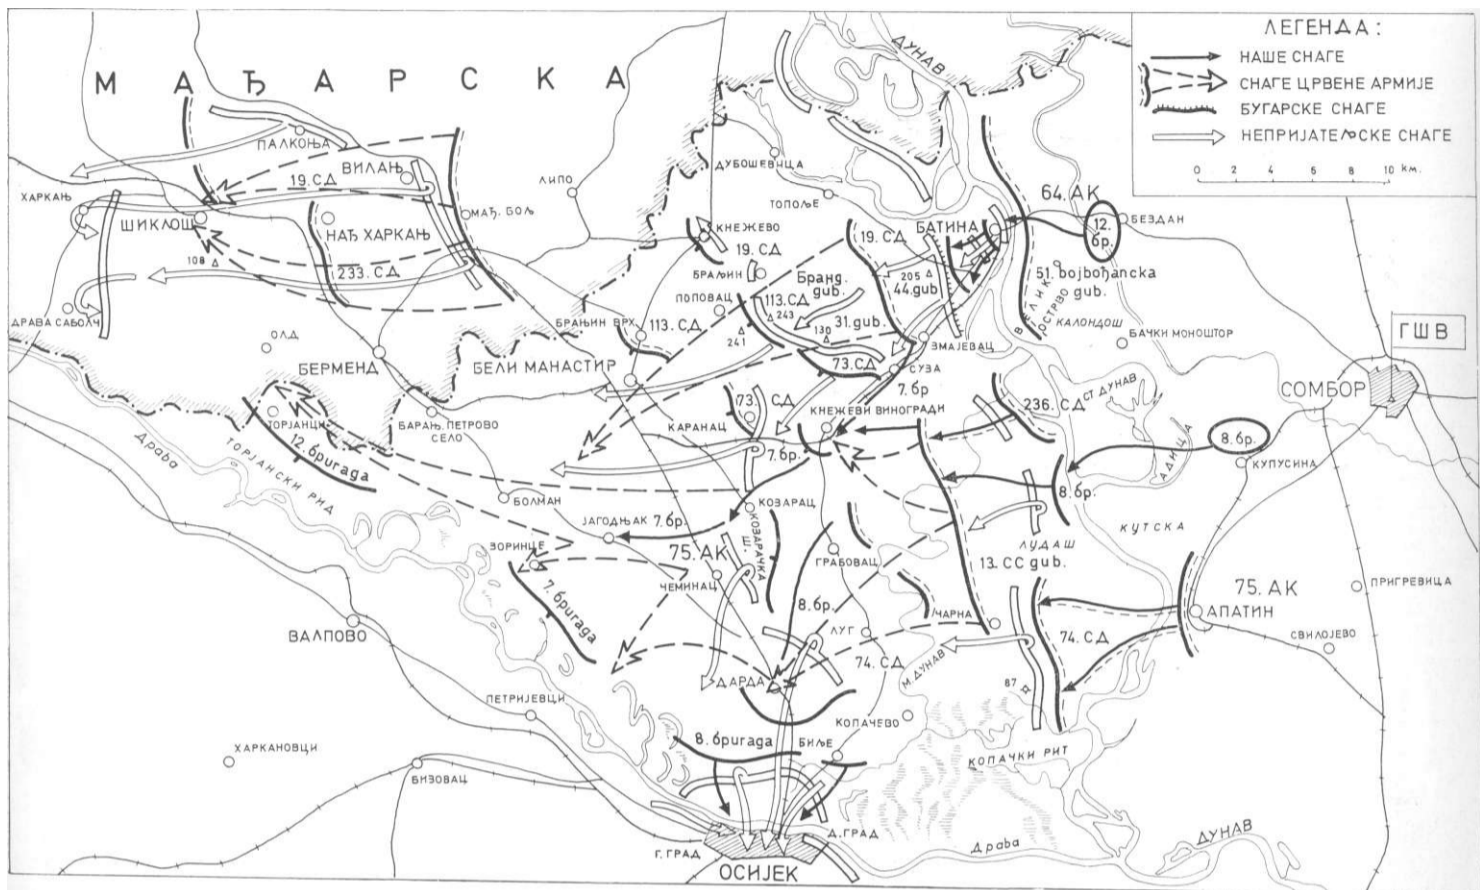 ЛЕГЕНДА:
НАШЕ СНАГЕ
СНАГЕ ЦРВЕНЕ АРМИЈЕ
БУГАРСКЕ СНАГЕ
НЕПРИЈАТЕЉСКЕ СНАГЕ
0 2 4 6 8 10 км.
МАЂАРСКА
ДУНАВ
ПАЛКОЊА
ВИЛАЊ
19. СД
ХАРКАЊ
ШИКЛОШ
НАЂ ХАРКАЊ
МАЂ. БОЉ
ЛИПО
108
233. СД
ДРАВА САБОЛЧ
ОЛД
БЕРМЕНД
ДУБОШЕВИЦА
ТОПОЉЕ
КНЕЖЕВО
19. СД
БРАЉИН
ПОПОВАЦ
БРАЊИН ВРХ
113. СД
241
БЕЛИ МАНАСТИР
БАТИНА
64. АК
12. бр.
БЕЗДАН
19. СД
205
44. gub.
Бранд. gub.
113. СД
243
31. gub.
130
51. војвођанска
gub.
ВЕЛИКО
ОСТРВО
КАЛОНДОШ
БАЧКИ МОНОШТОР
ЗМАЈЕВАЦ
73. СД
СУЗА
7. бр.
ГШВ
СОМБОР
73. СД
КАРАНАЦ
КНЕЖЕВИ ВИНОГРАДИ
7. бр.
236. СД
СТ ДУНАВ
АДИЦА
8. бр.
КУПУСИНА
8. бр.
КУТСКА
ТОРЈАНЦИ
БАРАЊ. ПЕТРОВО
СЕЛО
Драва
12. бригада
ТОРЈАНСКИ РИД
БОЛМАН
КОЗАРАЦ
ЈАГОДЊАК
7. бр.
КОЗАРАЧКА Ш.
75. АК
ЗОРИНЦЕ
ЧЕМИНАЦ
7. бригада
ГРАБОВАЦ
8. бр.
ЛУДАШ
13. СС gub.
ЧАРНА
ЛУГ
74. СД
М. ДУНАВ
74. СД
75. АК
АПАТИН
ПРИГРЕВИЦА
СВИЛОЈЕВО
87
ВАЛПОВО
ДАРДА
КОПАЧЕВО
ПЕТРИЈЕВЦИ
8. бригада
БИЉЕ
КОПАЧКИ РИТ
ХАРКАНОВЦИ
БИЗОВАЦ
Г. ГРАД
Д. ГРАД
ОСИЈЕК
Драва
ДУНАВ